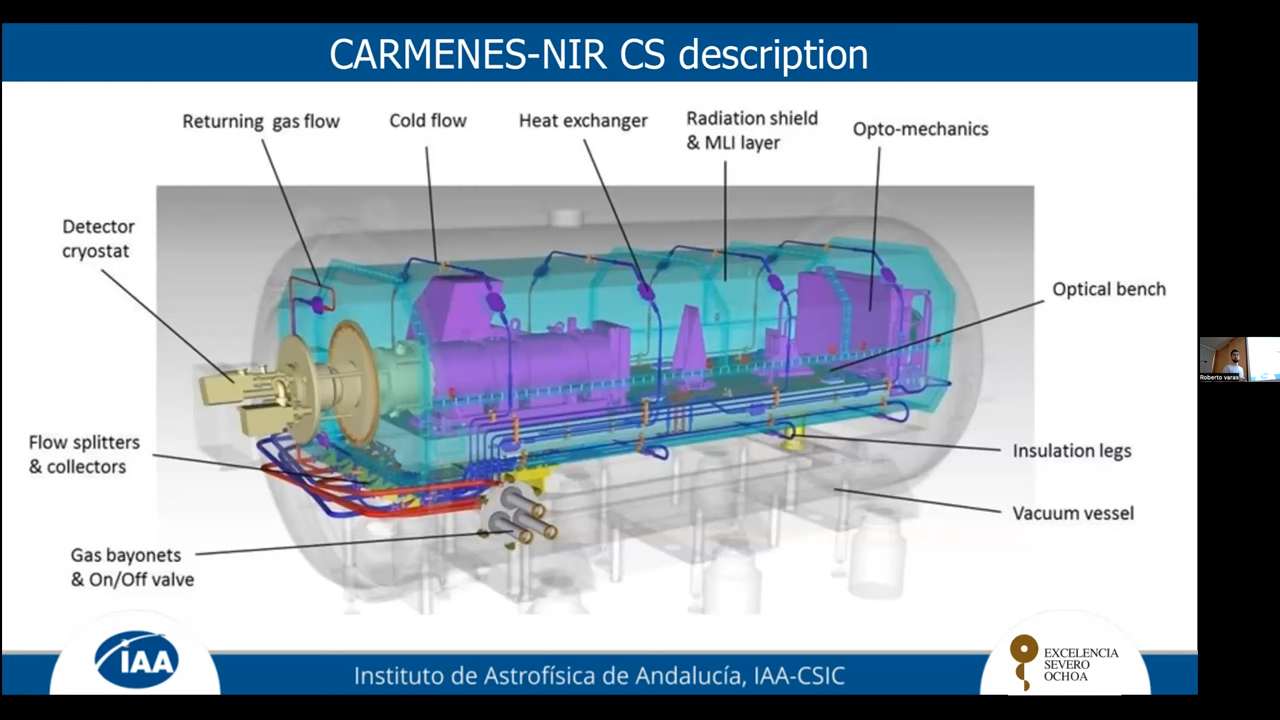 CARMENES-NIR CS description
Returning gas flow
Cold flow
Heat exchanger
Radiation shield
& MLI layer
Opto-mechanics
Detector
cryostat
Optical bench
Flow splitters
& collectors
Insulation legs
Vacuum vessel
Gas bayonets
& On/Off valve
IAA
Instituto de Astrofísica de Andalucía, IAA-CSIC
EXCELENCIA
SEVERO
OCHOA
Roberto varas